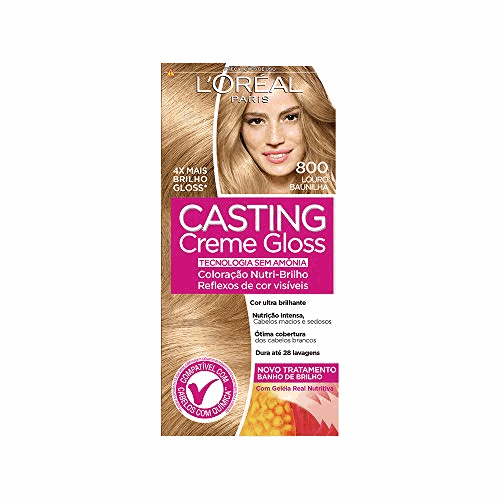 L'ORÉAL
PARIS
800
LOURO
BAUNILHA
4X MAIS
BRILHO
GLOSS*
CASTING
Creme Gloss
TECNOLOGIA SEM AMÔNIA
Coloração Nutri-Brilho
Reflexos de cor visíveis
Cor ultra brilhante
Nutrição Intensa,
Cabelos macios e sedosos
Ótima cobertura
dos cabelos brancos
Dura até 28 lavagens
NOVO TRATAMENTO
BANHO DE BRILHO
Com Geléia Real Nutritiva
COMPATÍVEL COM
CABELOS COM QUÍMICA*